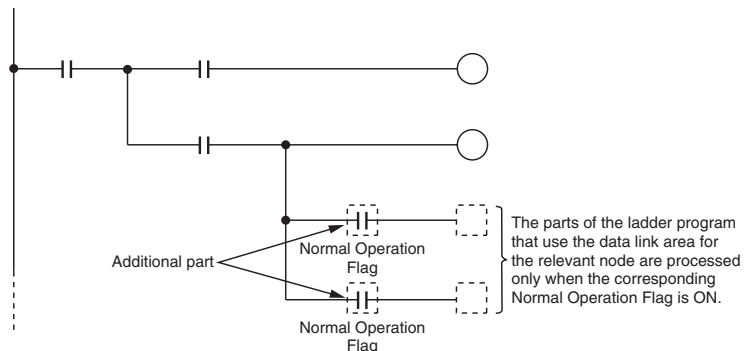 Additional part
Normal Operation
Flag
Normal Operation
Flag
The parts of the ladder program
that use the data link area for
the relevant node are processed
only when the corresponding
Normal Operation Flag is ON.